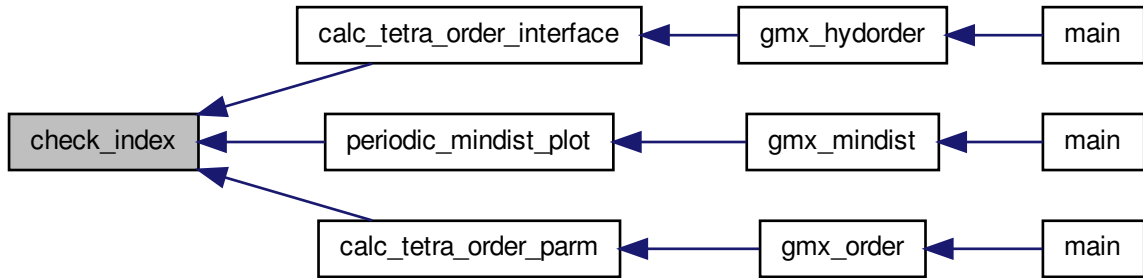 calc_tetra_order_interface
gmx_hydorder
main
check_index
periodic_mindist_plot
gmx_mindist
main
calc_tetra_order_parm
gmx_order
main